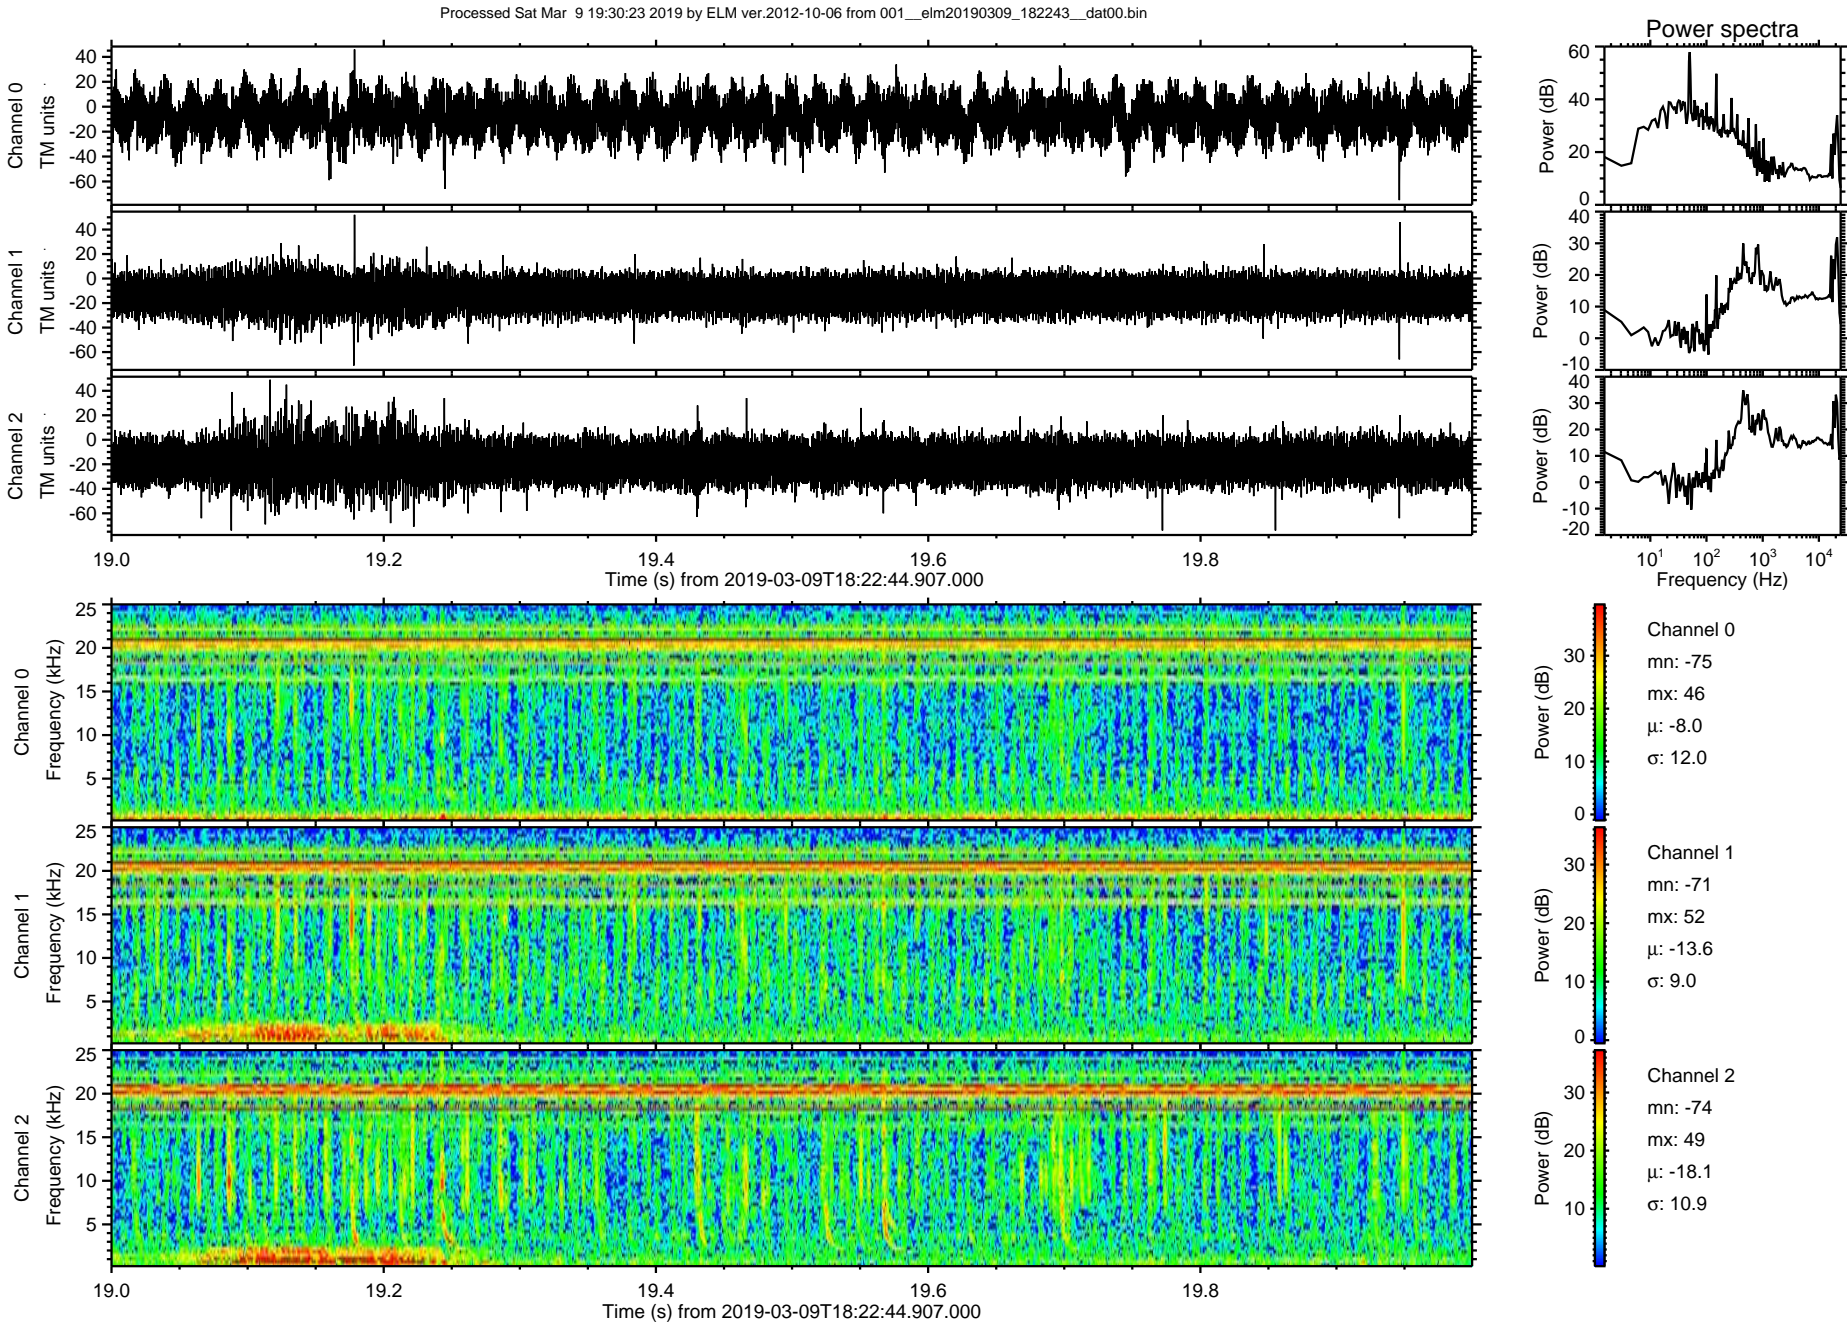 Processed Sat Mar 9 19:30:23 2019 by ELM ver.2012-10-06 from 001__elm20190309_182243__dat00.bin
Power spectra
Channel 0
TM units
40
20
0
-20
-40
-60
Power (dB)
60
40
20
0
Channel 1
TM units
40
20
0
-20
-40
-60
Power (dB)
40
30
20
10
0
-10
Channel 2
TM units
40
20
0
-20
-40
-60
Power (dB)
40
30
20
10
0
-10
-20
19.0 19.2 19.4 19.6 19.8
Time (s) from 2019-03-09T18:22:44.907.000
10¹ 10² 10³ 10⁴
Frequency (Hz)
Channel 0
Frequency (kHz)
25
20
15
10
5
Power (dB)
30
20
10
0
Channel 0
mn: -75
mx: 46
μ: -8.0
σ: 12.0
Channel 1
Frequency (kHz)
25
20
15
10
5
Power (dB)
30
20
10
0
Channel 1
mn: -71
mx: 52
μ: -13.6
σ: 9.0
Channel 2
Frequency (kHz)
25
20
15
10
5
Power (dB)
30
20
10
Channel 2
mn: -74
mx: 49
μ: -18.1
σ: 10.9
19.0 19.2 19.4 19.6 19.8
Time (s) from 2019-03-09T18:22:44.907.000